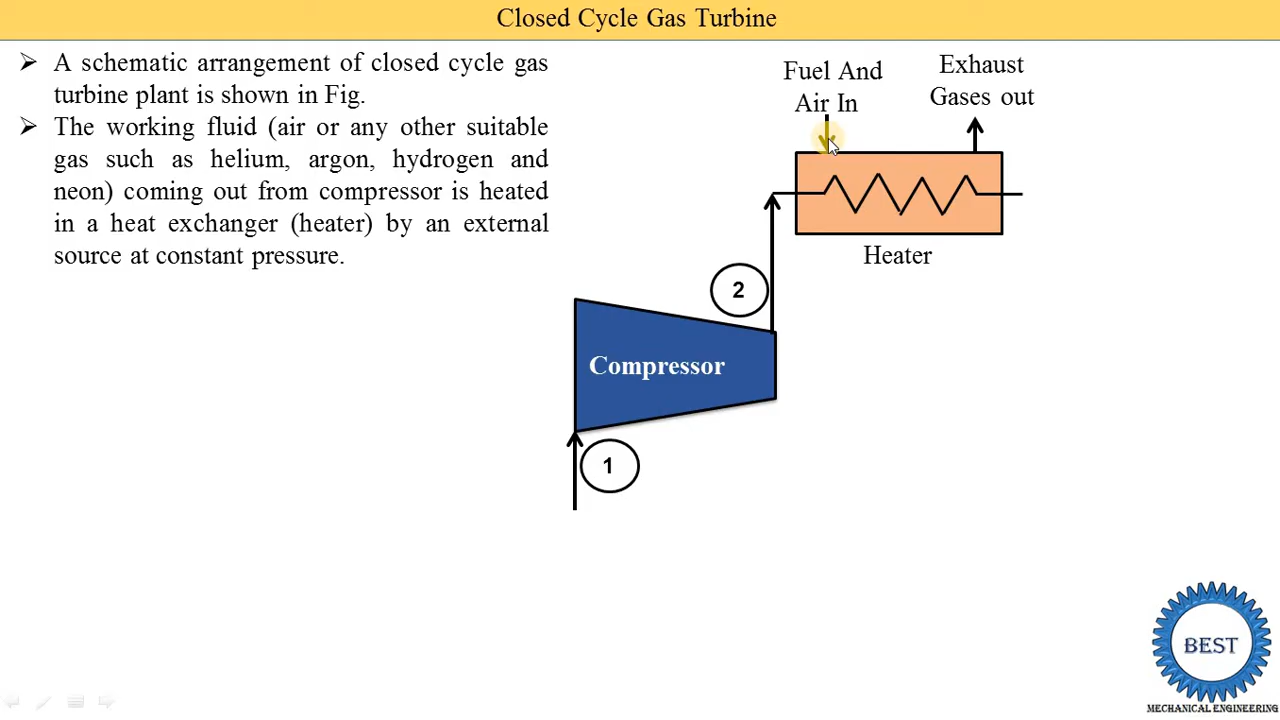 Closed Cycle Gas Turbine
➢ A schematic arrangement of closed cycle gas
turbine plant is shown in Fig.
➢ The working fluid (air or any other suitable
gas such as helium, argon, hydrogen and
neon) coming out from compressor is heated
in a heat exchanger (heater) by an external
source at constant pressure.
Fuel And
Air In
Exhaust
Gases out
Heater
2
Compressor
1
BEST
MECHANICAL ENGINEERING